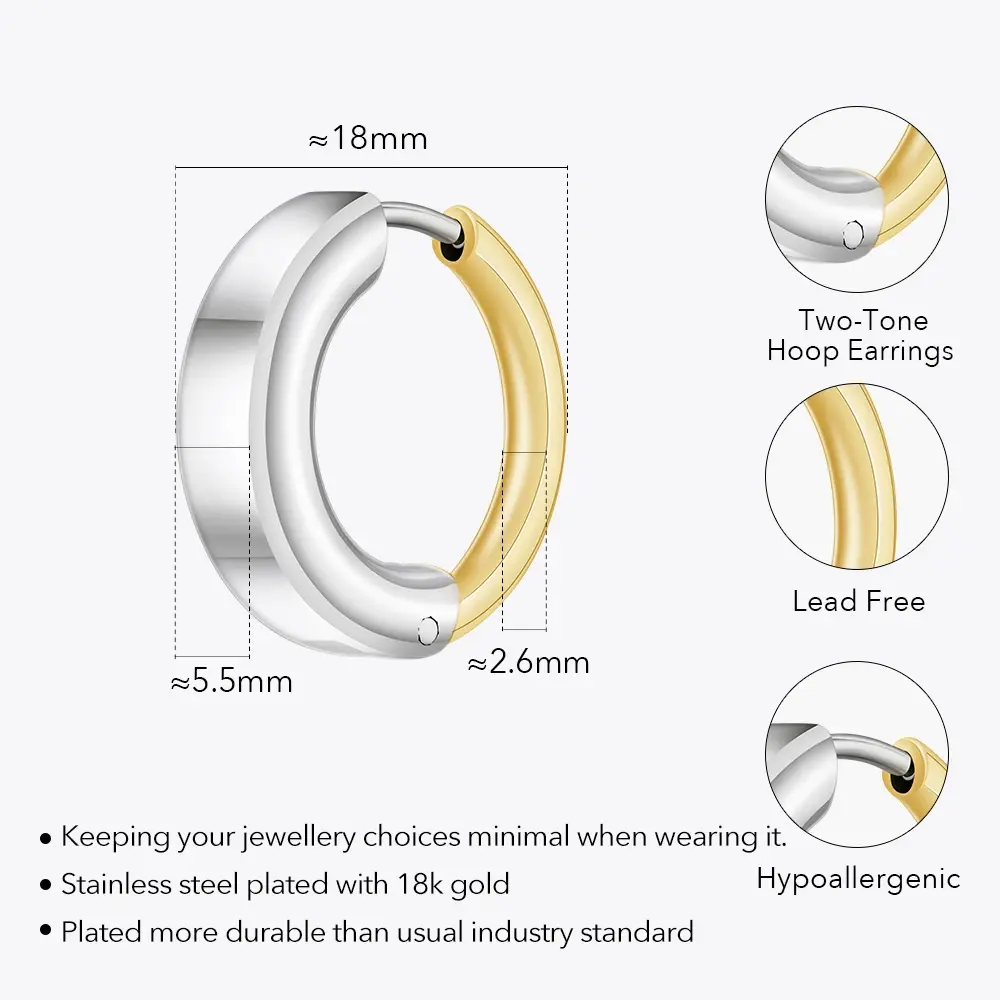 ≈18mm
Two-Tone
Hoop Earrings
Lead Free
≈2.6mm
≈5.5mm
• Keeping your jewellery choices minimal when wearing it.
Hypoallergenic
• Stainless steel plated with 18k gold
• Plated more durable than usual industry standard